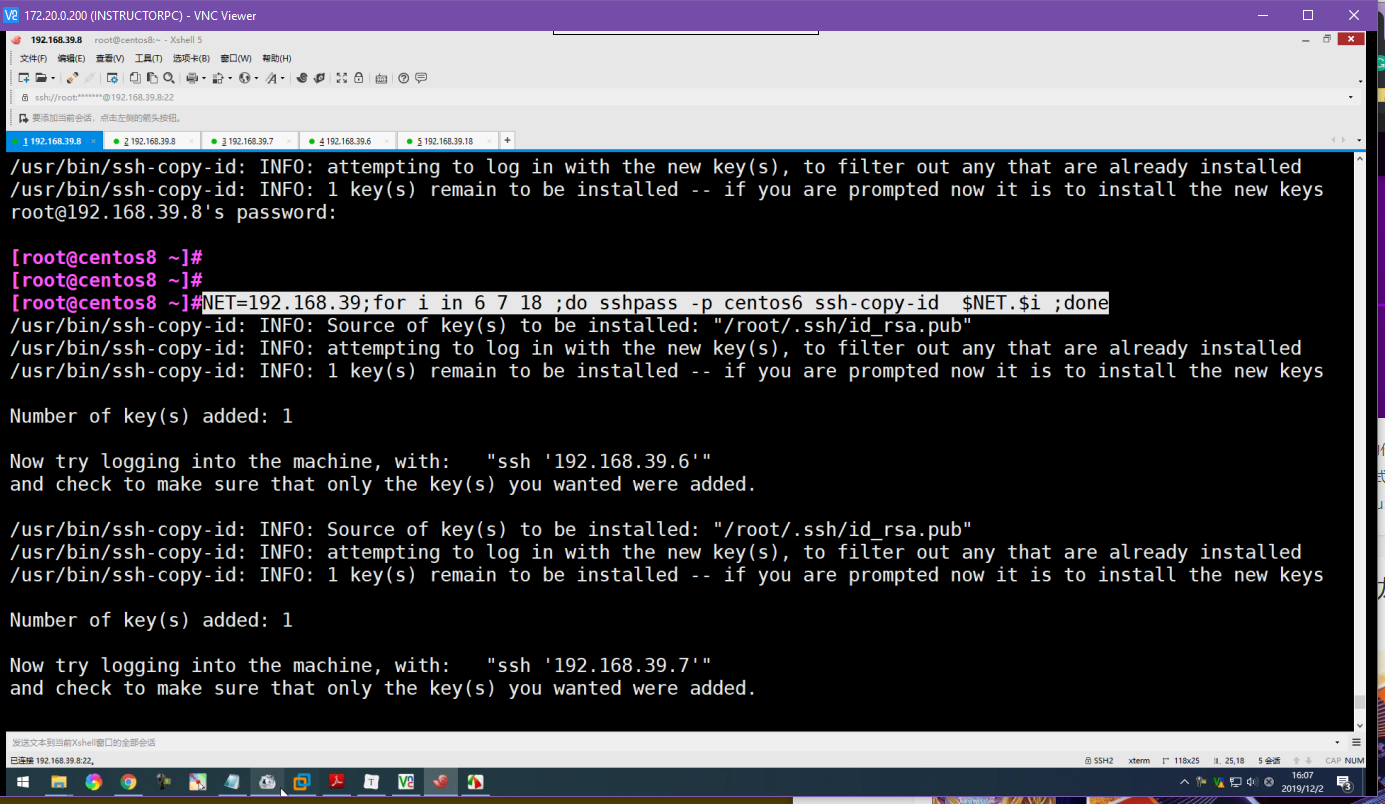 172.20.0.200 (INSTRUCTORPC) - VNC Viewer
192.168.39.8 root@centos8:~ - Xshell 5
文件(F) 编辑(E) 查看(V) 工具(T) 选项卡(B) 窗口(W) 帮助(H)
ssh://root:*******@192.168.39.8:22
要添加当前会话，点击左侧的箭头按钮。
1 192.168.39.8 × 2 192.168.39.8 × 3 192.168.39.7 × 4 192.168.39.6 × 5 192.168.39.18 × +
/usr/bin/ssh-copy-id: INFO: attempting to log in with the new key(s), to filter out any that are already installed
/usr/bin/ssh-copy-id: INFO: 1 key(s) remain to be installed -- if you are prompted now it is to install the new keys
root@192.168.39.8's password:
[root@centos8 ~]#
[root@centos8 ~]#
[root@centos8 ~]#NET=192.168.39;for i in 6 7 18 ;do sshpass -p centos6 ssh-copy-id  $NET.$i ;done
/usr/bin/ssh-copy-id: INFO: Source of key(s) to be installed: "/root/.ssh/id_rsa.pub"
/usr/bin/ssh-copy-id: INFO: attempting to log in with the new key(s), to filter out any that are already installed
/usr/bin/ssh-copy-id: INFO: 1 key(s) remain to be installed -- if you are prompted now it is to install the new keys
Number of key(s) added: 1
Now try logging into the machine, with:   "ssh '192.168.39.6'"
and check to make sure that only the key(s) you wanted were added.
/usr/bin/ssh-copy-id: INFO: Source of key(s) to be installed: "/root/.ssh/id_rsa.pub"
/usr/bin/ssh-copy-id: INFO: attempting to log in with the new key(s), to filter out any that are already installed
/usr/bin/ssh-copy-id: INFO: 1 key(s) remain to be installed -- if you are prompted now it is to install the new keys
Number of key(s) added: 1
Now try logging into the machine, with:   "ssh '192.168.39.7'"
and check to make sure that only the key(s) you wanted were added.
发送文本到当前Xshell窗口的全部会话
已连接 192.168.39.8:22。 SSH2 xterm 118x25 25,18 5 会话 CAP NUM
16:07
2019/12/2
3